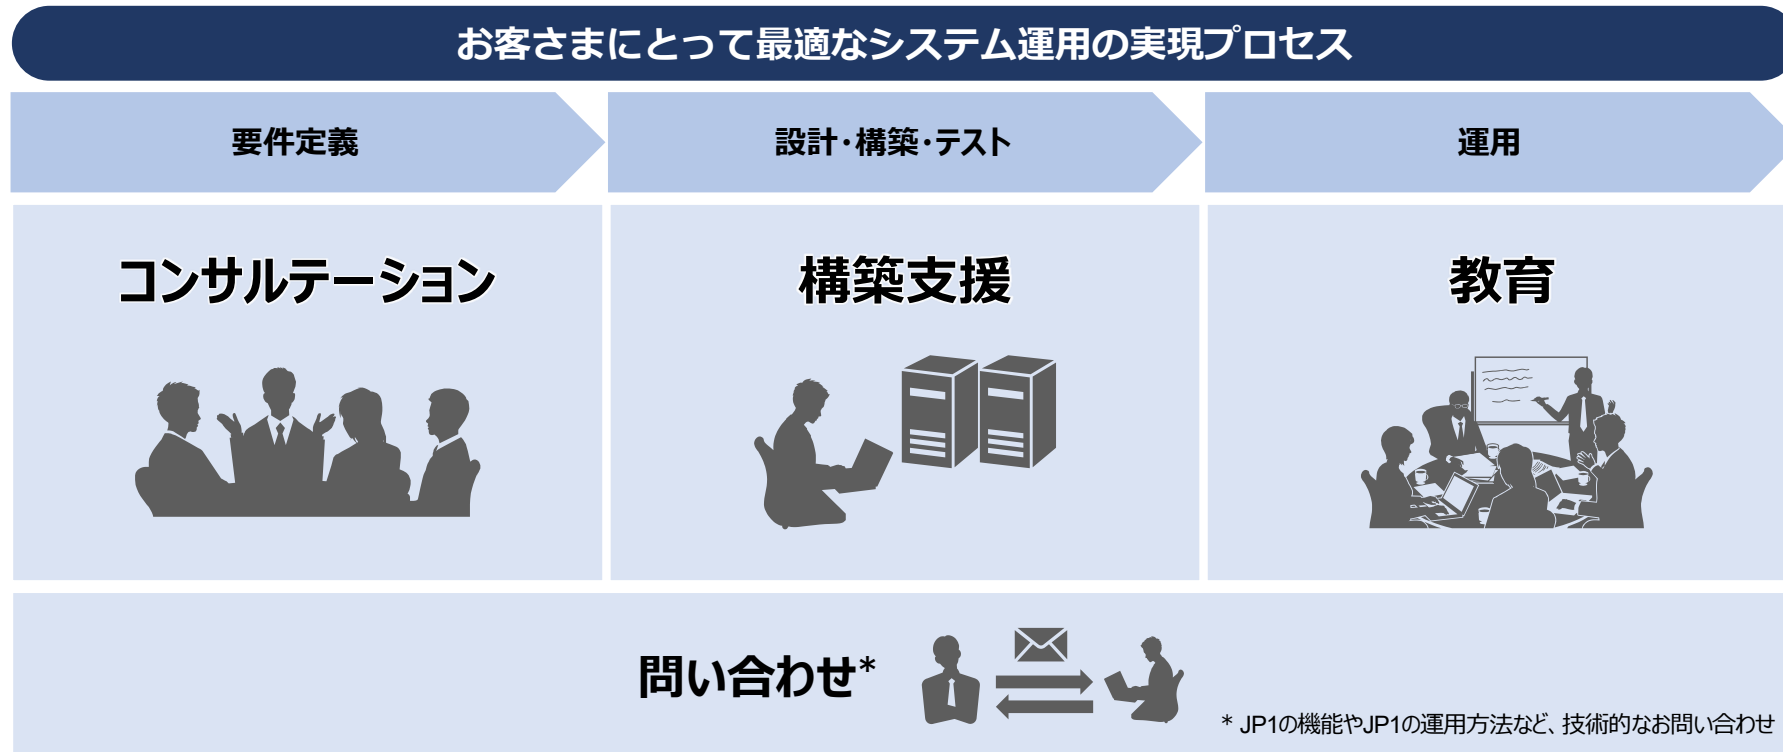 お客さまにとって最適なシステム運用の実現プロセス
要件定義
設計・構築・テスト
運用
コンサルテーション
構築支援
教育
問い合わせ*
* JP1の機能やJP1の運用方法など、技術的なお問い合わせ